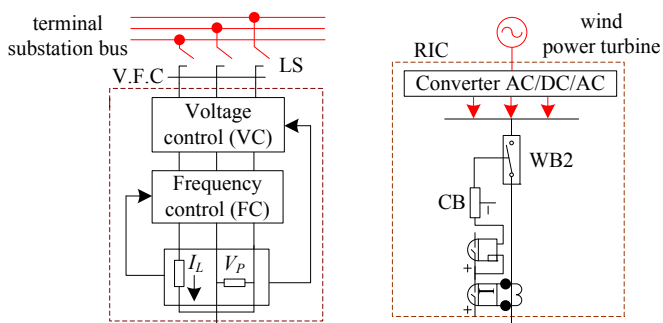 terminal
substation bus
LS
V.F.C
Voltage
control (VC)
Frequency
control (FC)
I_L
V_P
wind
power turbine
RIC
Converter AC/DC/AC
WB2
CB
+
+